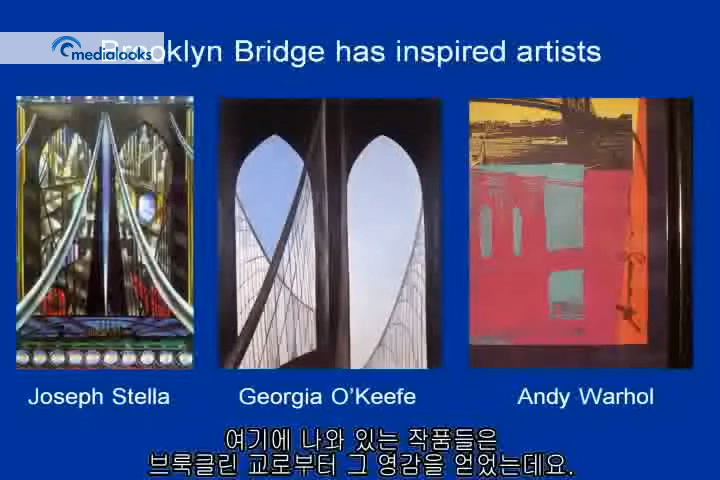 Brooklyn Bridge has inspired artists
medialooks
Joseph Stella
Georgia O'Keefe
Andy Warhol
여기에 나와 있는 작품들은
브룩클린 교로부터 그 영감을 얻었는데요.